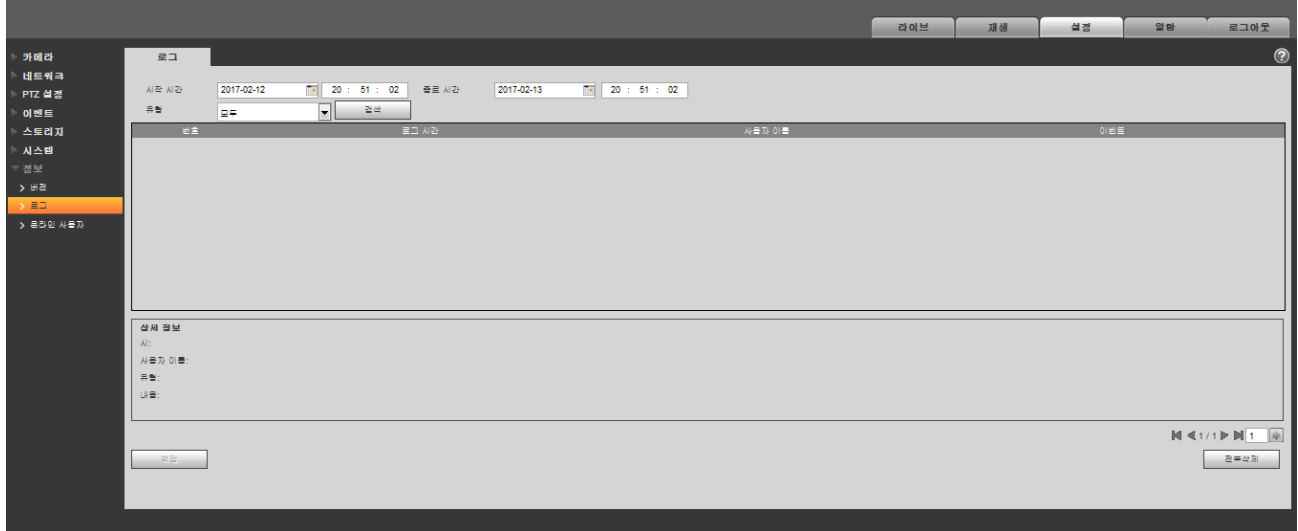 라이브 재생 설정 알람 로그아웃
카메라
네트워크
PTZ 설정
이벤트
스토리지
시스템
정보
버전
로그
온라인 사용자
로그
시작 시간 2017-02-12 20 : 51 : 02 종료 시간 2017-02-13 20 : 51 : 02
유형 모두 검색
번호 로그 시간 사용자 이름 이벤트
상세 정보
시:
사용자 이름:
유형:
내용:
1 / 1 1
백업 전부삭제